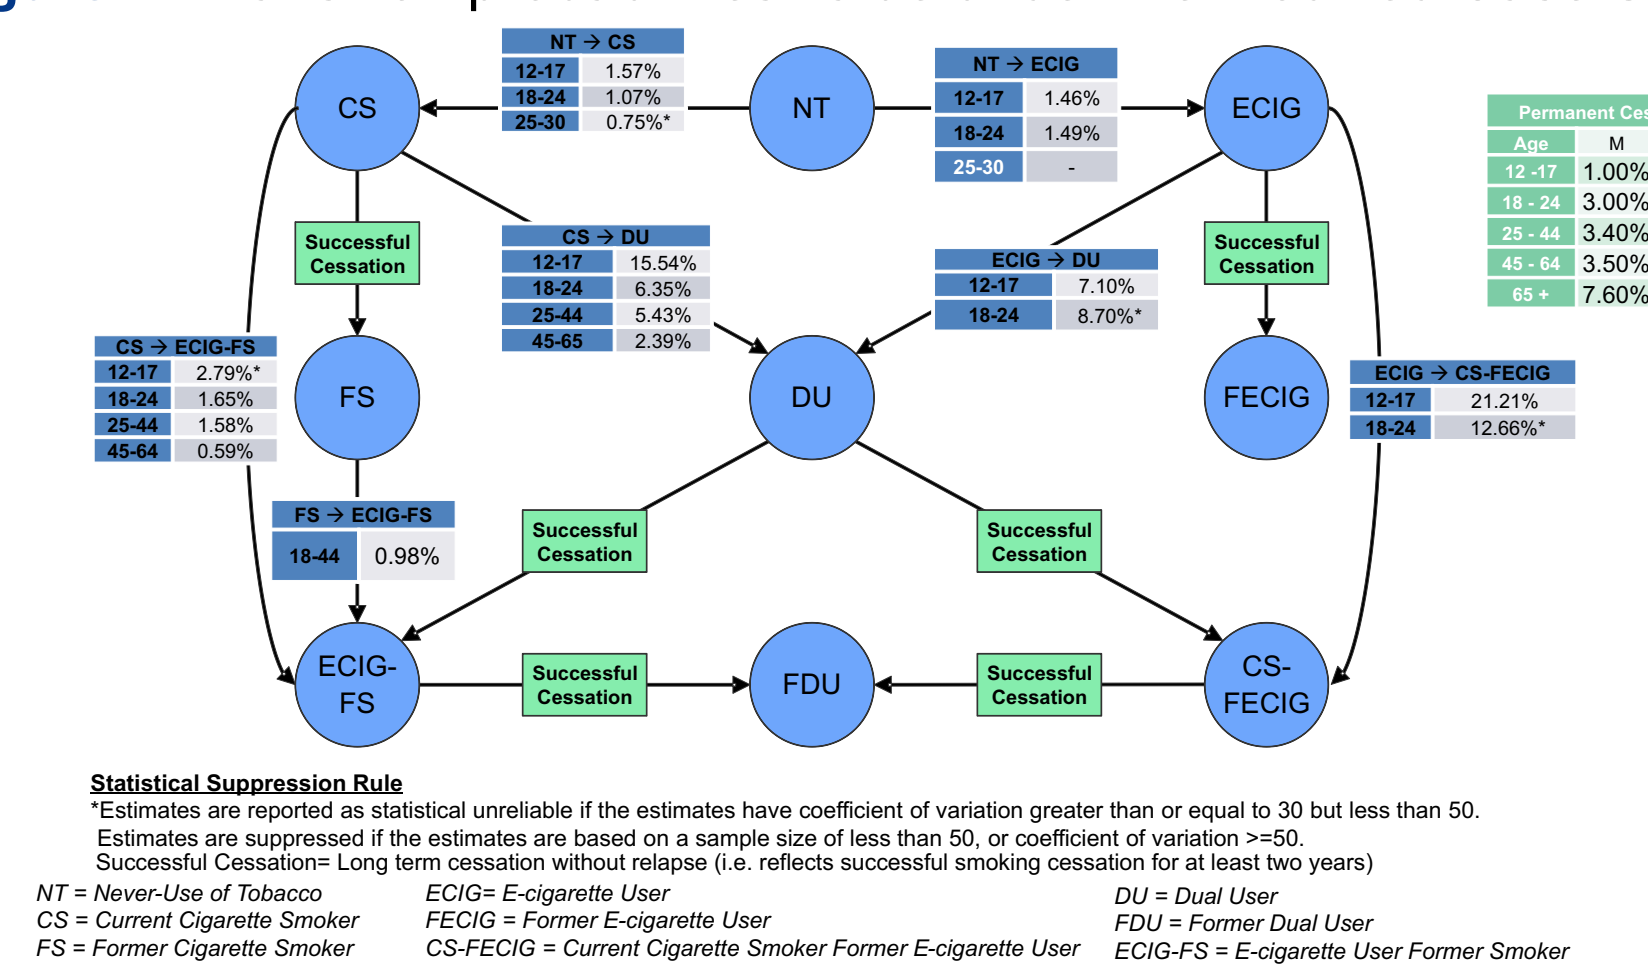 NT → CS
12-17 1.57%
18-24 1.07%
25-30 0.75%*
NT → ECIG
12-17 1.46%
18-24 1.49%
25-30 -
CS
NT
ECIG
Permanent
Age M
12 -17 1.00%
18 - 24 3.00%
25 - 44 3.40%
45 - 64 3.50%
65 + 7.60%
Successful
Cessation
CS → DU
12-17 15.54%
18-24 6.35%
25-44 5.43%
45-65 2.39%
ECIG → DU
12-17 7.10%
18-24 8.70%*
Successful
Cessation
CS → ECIG-FS
12-17 2.79%*
18-24 1.65%
25-44 1.58%
45-64 0.59%
FS
DU
FECIG
ECIG → CS-FECIG
12-17 21.21%
18-24 12.66%*
FS → ECIG-FS
18-44 0.98%
Successful
Cessation
Successful
Cessation
ECIG-
FS
Successful
Cessation
FDU
Successful
Cessation
CS-
FECIG
Statistical Suppression Rule
*Estimates are reported as statistical unreliable if the estimates have coefficient of variation greater than or equal to 30 but less than 50.
Estimates are suppressed if the estimates are based on a sample size of less than 50, or coefficient of variation >=50.
Successful Cessation= Long term cessation without relapse (i.e. reflects successful smoking cessation for at least two years)
NT = Never-Use of Tobacco
CS = Current Cigarette Smoker
FS = Former Cigarette Smoker
ECIG= E-cigarette User
FECIG = Former E-cigarette User
CS-FECIG = Current Cigarette Smoker Former E-cigarette User
DU = Dual User
FDU = Former Dual User
ECIG-FS = E-cigarette User Former Smoker